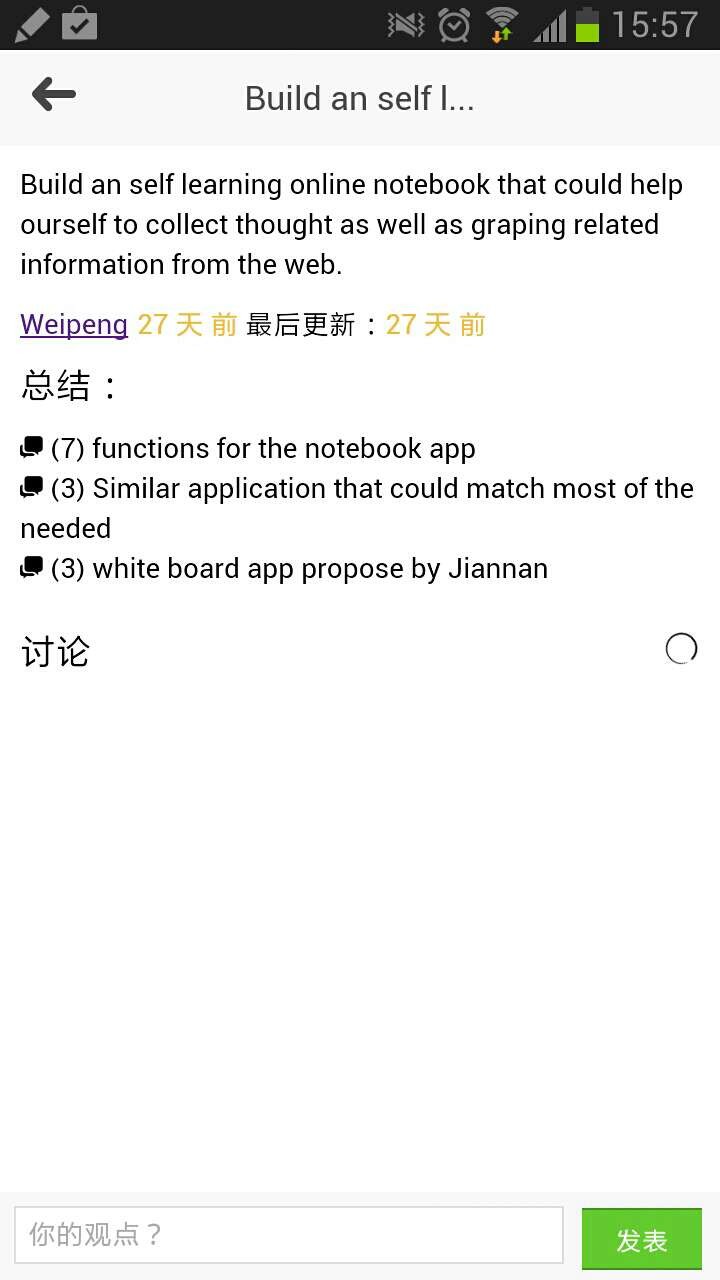 15:57
Build an self l...
Build an self learning online notebook that could help
ourself to collect thought as well as graping related
information from the web.
Weipeng 27 天 前 最后更新：27 天 前
总结：
(7) functions for the notebook app
(3) Similar application that could match most of the
needed
(3) white board app propose by Jiannan
讨论
你的观点？
发表